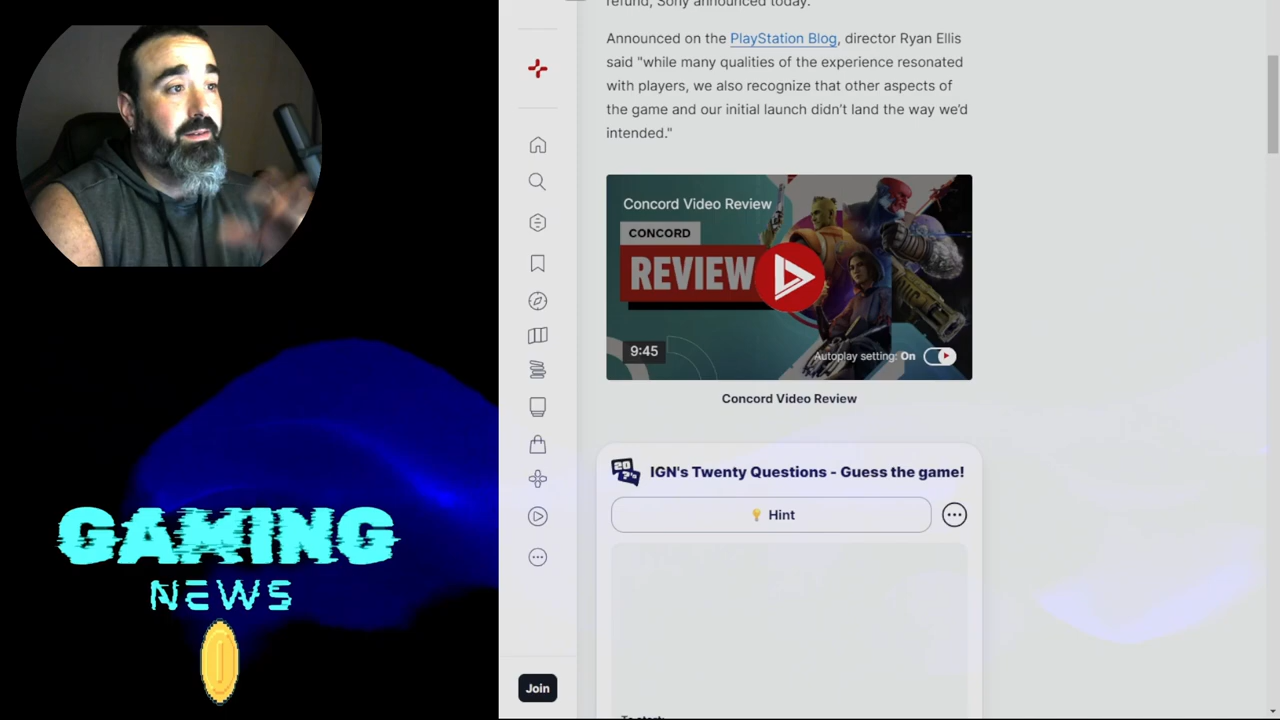 refund, Sony announced today.
Announced on the PlayStation Blog, director Ryan Ellis
said "while many qualities of the experience resonated
with players, we also recognize that other aspects of
the game and our initial launch didn't land the way we'd
intended."
Concord Video Review
CONCORD
REVIEW
9:45
Autoplay setting: On
Concord Video Review
20
?'s
IGN's Twenty Questions - Guess the game!
Hint
GAMING
NEWS
Join
To start: